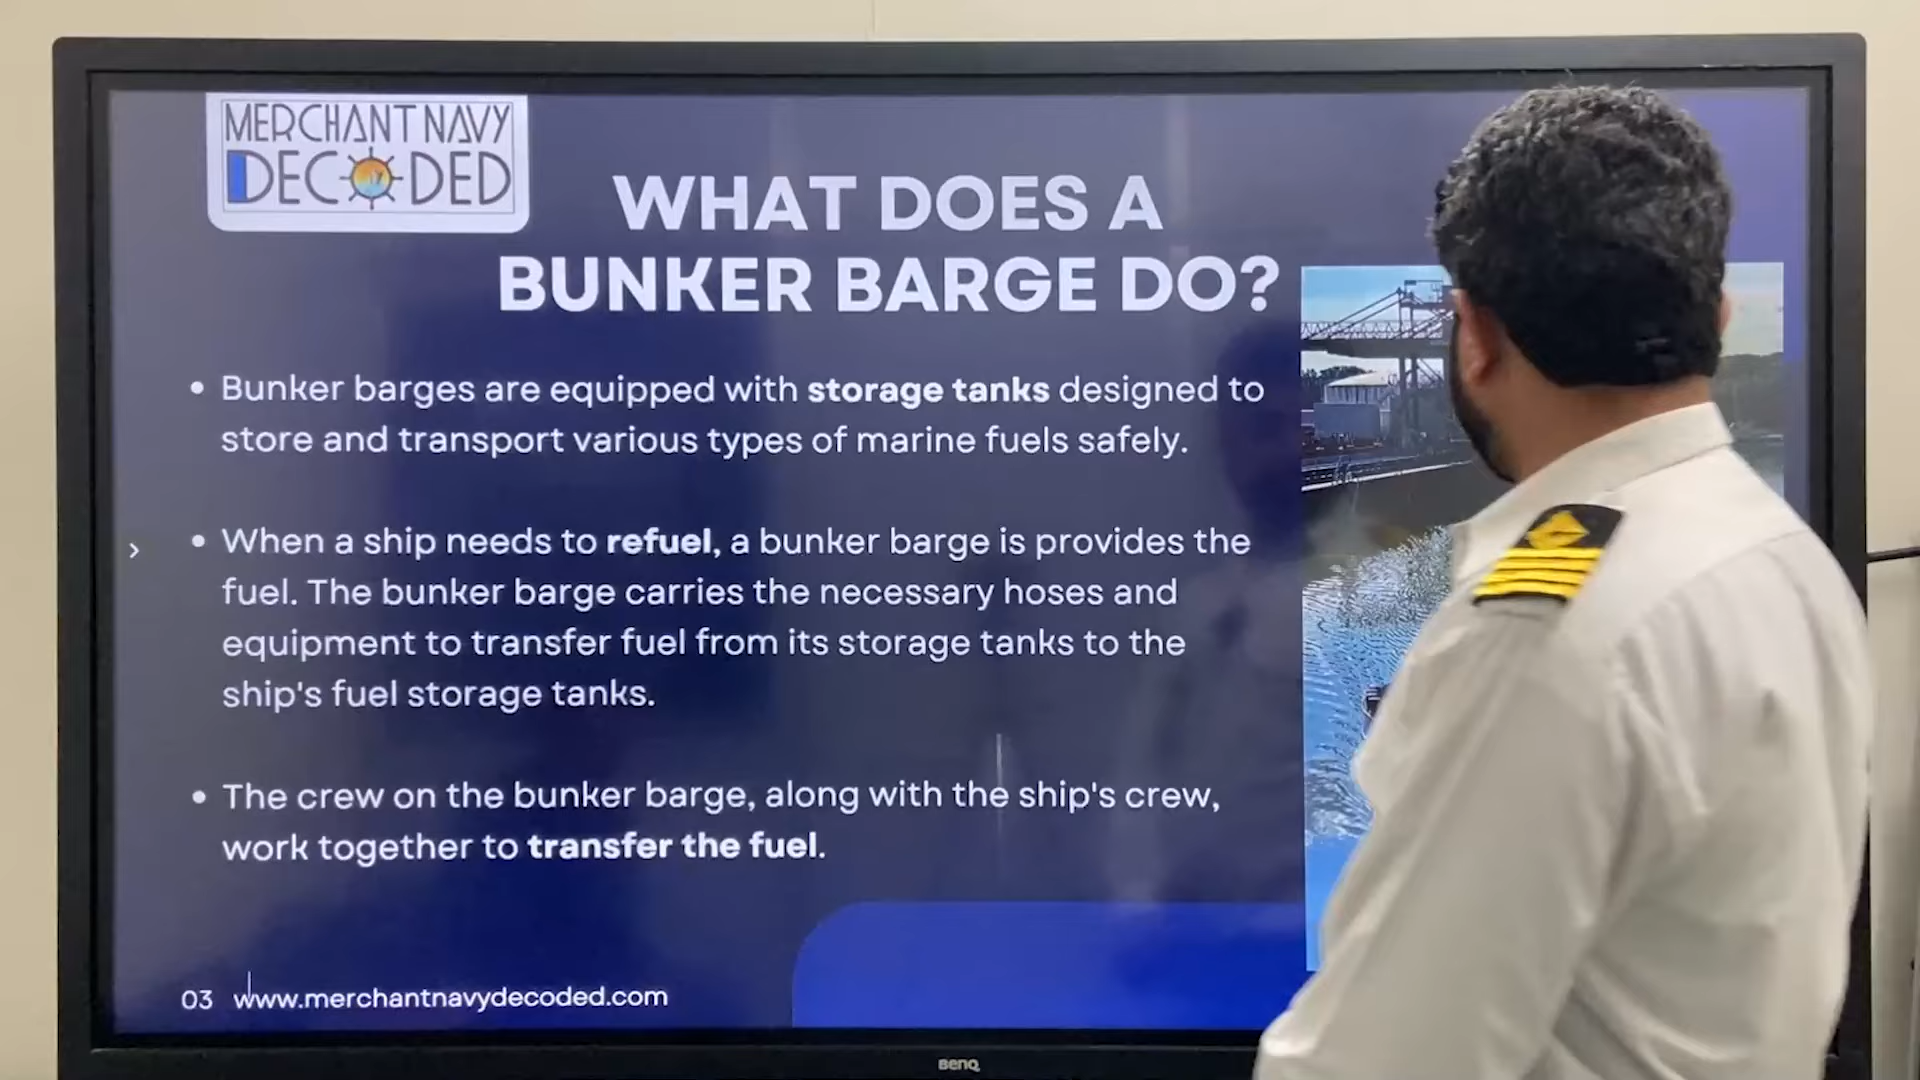 MERCHANT NAVY
DECODED
WHAT DOES A
BUNKER BARGE DO?
• Bunker barges are equipped with storage tanks designed to
store and transport various types of marine fuels safely.
• When a ship needs to refuel, a bunker barge is provides the
fuel. The bunker barge carries the necessary hoses and
equipment to transfer fuel from its storage tanks to the
ship's fuel storage tanks.
• The crew on the bunker barge, along with the ship's crew,
work together to transfer the fuel.
03 www.merchantnavydecoded.com
BenQ